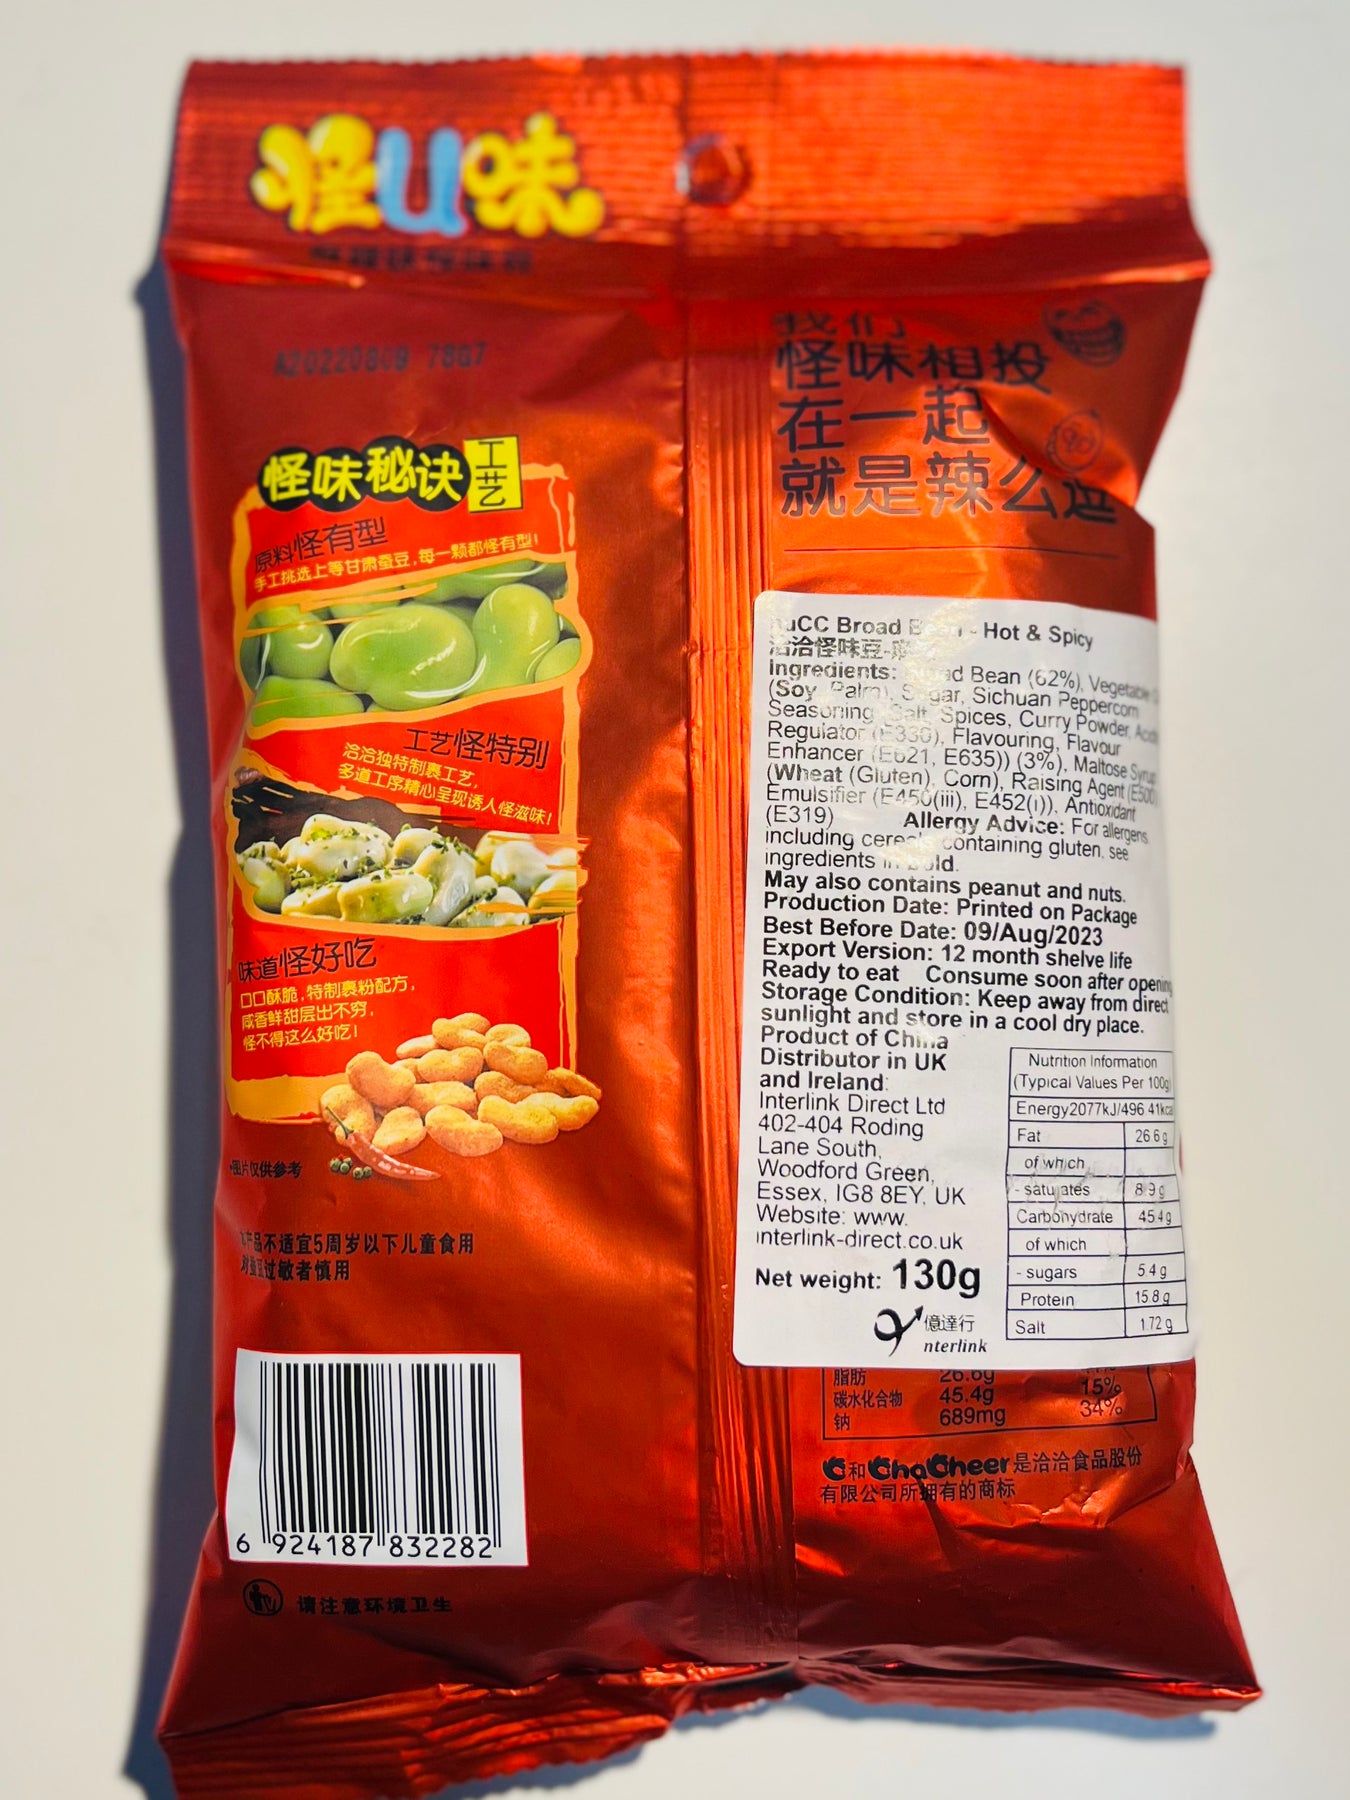 怪U味
A20220809 7867
怪味秘诀 工艺
原料怪有型
手工挑选上等甘肃蚕豆,每一颗都怪有型!
工艺怪特别
洽洽独特制裹工艺,
多道工序精心呈现诱人怪滋味!
味道怪好吃
口口酥脆,特制裹粉配方,
咸香鲜甜层出不穷,
怪不得这么好吃!
图片仅供参考
产品不适宜5周岁以下儿童食用
过敏者慎用
6 924187 832282
请注意环境卫生
我们
怪味相投
在一起
就是辣么逗
CC Broad Bean - Hot & Spicy
洽洽怪味豆-
Ingredients: Broad Bean (62%), Vegetable
(Soy, Palm), Sugar, Sichuan Peppercorn
Seasoning (Salt, Spices, Curry Powder, Acidity
Regulator (E330), Flavouring, Flavour
Enhancer (E621, E635)) (3%), Maltose Syrup
(Wheat (Gluten), Corn), Raising Agent (E500)
Emulsifier (E450(iii), E452(i)), Antioxidant
(E319) Allergy Advice: For allergens,
including cereals containing gluten, see
ingredients in bold.
May also contains peanut and nuts.
Production Date: Printed on Package
Best Before Date: 09/Aug/2023
Export Version: 12 month shelve life
Ready to eat Consume soon after opening
Storage Condition: Keep away from direct
sunlight and store in a cool dry place.
Product of China
Distributor in UK
and Ireland:
Interlink Direct Ltd
402-404 Roding
Lane South,
Woodford Green,
Essex, IG8 8EY, UK
Website: www.
interlink-direct.co.uk
Net weight: 130g
億達行
nterlink
Nutrition Information
(Typical Values Per 100g)
Energy 2077kJ/496.41kcal
Fat 26.6g
of which
- saturates 8.9g
Carbohydrate 45.4g
of which
- sugars 5.4g
Protein 15.8g
Salt 1.72g
脂肪 26.6g
碳水化合物 45.4g 15%
钠 689mg 34%
C和ChaCheer是洽洽食品股份
有限公司所拥有的商标